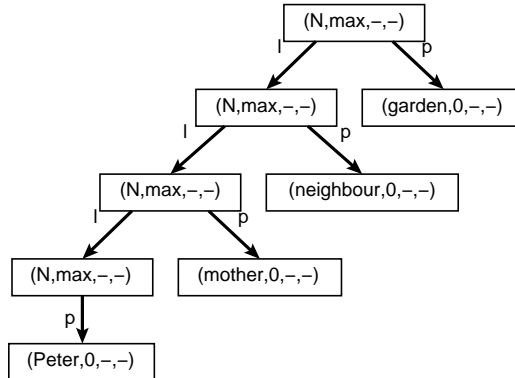 (N,max,–,–)
l p
(N,max,–,–) (garden,0,–,–)
l p
(N,max,–,–) (neighbour,0,–,–)
l p
(N,max,–,–) (mother,0,–,–)
p
(Peter,0,–,–)